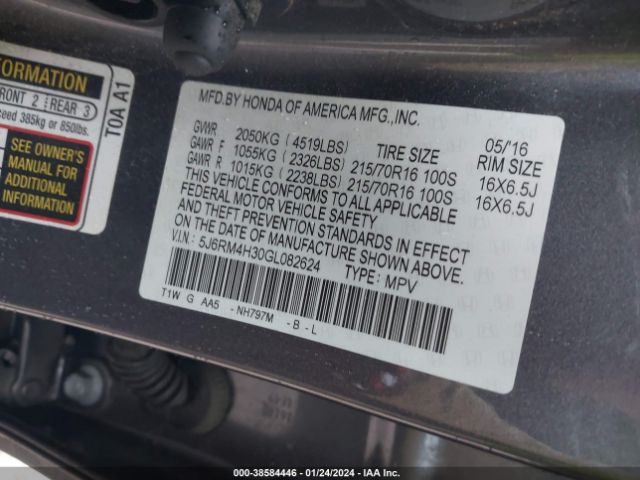 FORMATION
FRONT 2 REAR 3
ceed 385kg or 850lbs.
SEE OWNER'S
MANUAL FOR
ADDITIONAL
INFORMATION
T0A A1
MFD.BY HONDA OF AMERICA MFG.,INC.
05/'16
GVWR 2050KG (4519LBS) TIRE SIZE RIM SIZE
GAWR F 1055KG (2326LBS) 215/70R16 100S 16X6.5J
GAWR R 1015KG (2238LBS) 215/70R16 100S 16X6.5J
THIS VEHICLE CONFORMS TO ALL APPLICABLE
FEDERAL MOTOR VEHICLE SAFETY
AND THEFT PREVENTION STANDARDS IN EFFECT
ON THE DATE OF MANUFACTURE SHOWN ABOVE.
V.I.N.: 5J6RM4H30GL082624 TYPE: MPV
T1W G AA5 -NH797M -B-L
000-38584446 - 01/24/2024 - IAA Inc.